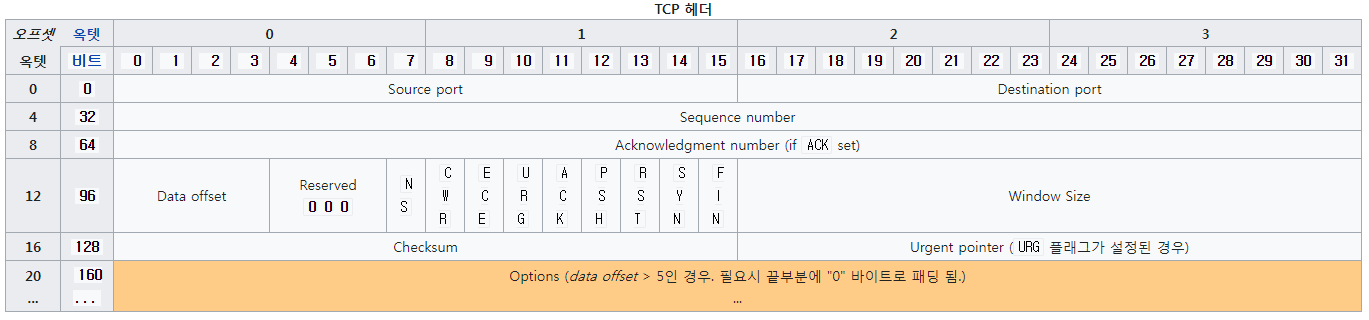 TCP 헤더
오프셋 옥텟 0 1 2 3
옥텟 비트 0 1 2 3 4 5 6 7 8 9 10 11 12 13 14 15 16 17 18 19 20 21 22 23 24 25 26 27 28 29 30 31
0 0 Source port Destination port
4 32 Sequence number
8 64 Acknowledgment number (if ACK set)
12 96 Data offset Reserved 000 NS CWR ECE URG ACK PSH RST SYN FIN Window Size
16 128 Checksum Urgent pointer (URG 플래그가 설정된 경우)
20 160 Options (data offset > 5인 경우. 필요시 끝부분에 "0" 바이트로 패딩 됨.)
... ... ...